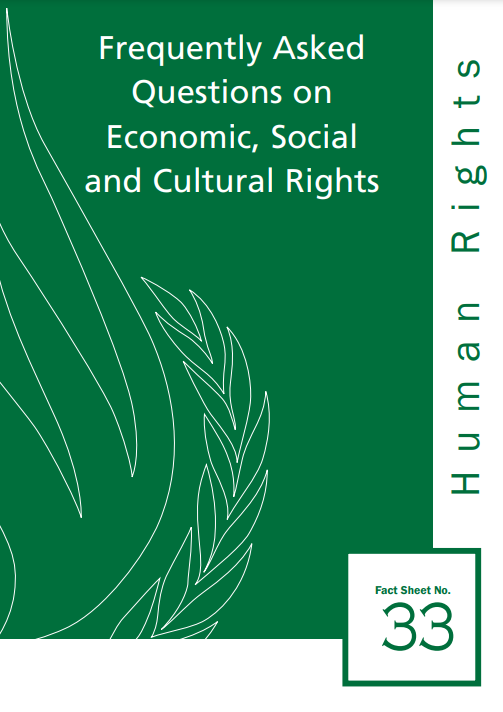 Frequently Asked
Questions on
Economic, Social
and Cultural Rights
Human Rights
Fact Sheet No.
33